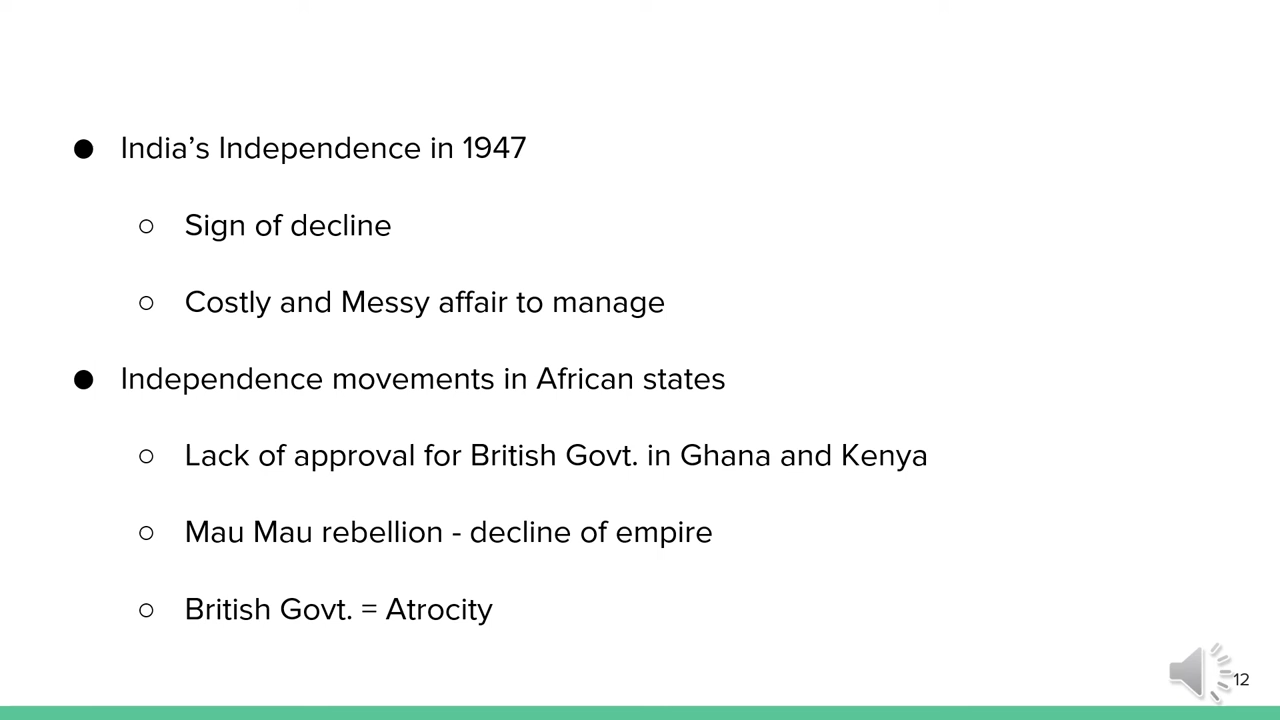 ● India’s Independence in 1947
○ Sign of decline
○ Costly and Messy affair to manage
● Independence movements in African states
○ Lack of approval for British Govt. in Ghana and Kenya
○ Mau Mau rebellion - decline of empire
○ British Govt. = Atrocity
12